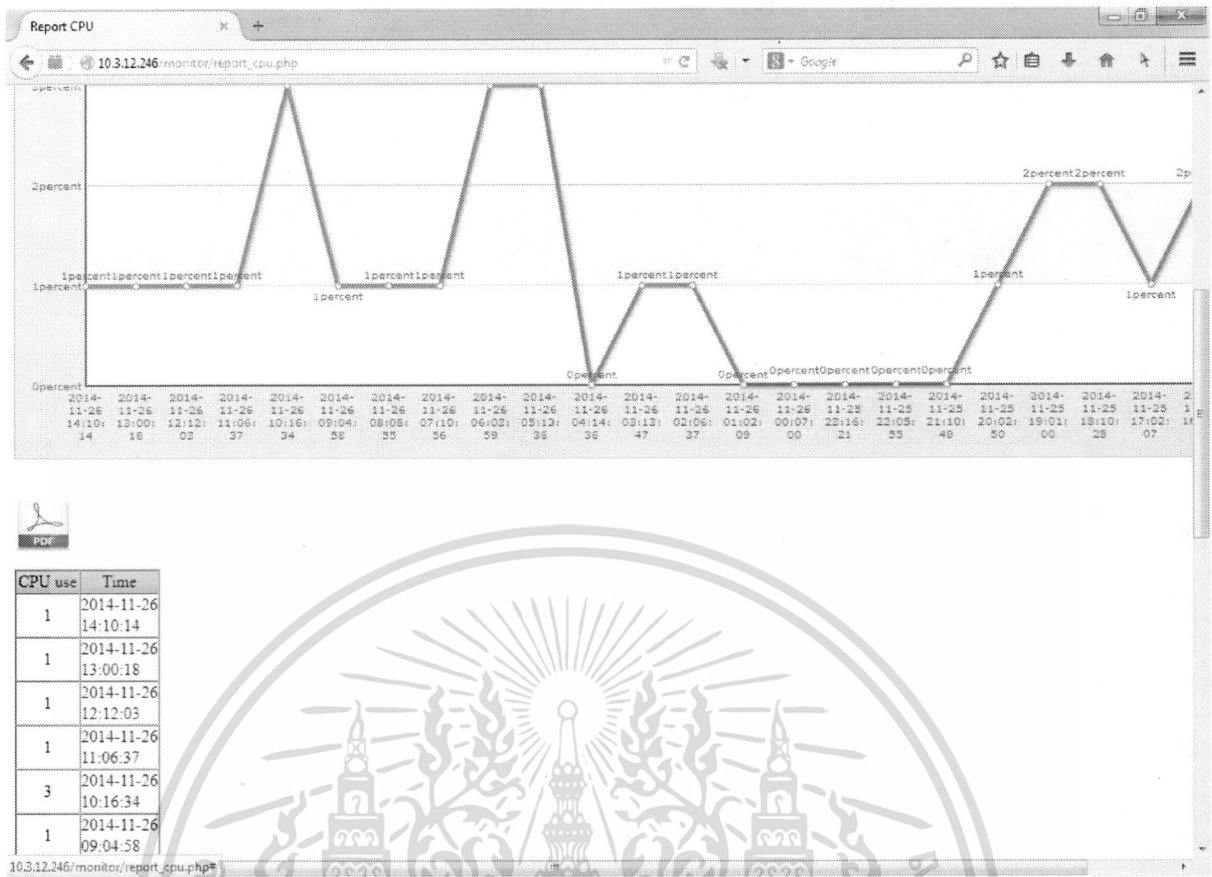 Report CPU
10.3.12.246/monitor/report_cpu.php
Google
3percent
2percent2percent
2percent
1percent1percent1percent1percent
1percent1percent
1percent1percent
1percent
1percent
1percent
1percent
0percent
0percent0percent0percent0percent0percent
0percent
2014-11-26 14:10:14
2014-11-26 13:00:18
2014-11-26 12:12:03
2014-11-26 11:06:37
2014-11-26 10:16:34
2014-11-26 09:04:58
2014-11-26 08:08:55
2014-11-26 07:10:56
2014-11-26 06:03:59
2014-11-26 05:13:36
2014-11-26 04:14:36
2014-11-26 03:13:47
2014-11-26 02:06:37
2014-11-26 01:02:09
2014-11-26 00:07:00
2014-11-25 23:16:21
2014-11-25 22:05:55
2014-11-25 21:10:48
2014-11-25 20:02:50
2014-11-25 19:01:00
2014-11-25 18:10:28
2014-11-25 17:02:07
PDF
CPU use Time
1 2014-11-26 14:10:14
1 2014-11-26 13:00:18
1 2014-11-26 12:12:03
1 2014-11-26 11:06:37
3 2014-11-26 10:16:34
1 2014-11-26 09:04:58
10.3.12.246/monitor/report_cpu.php#